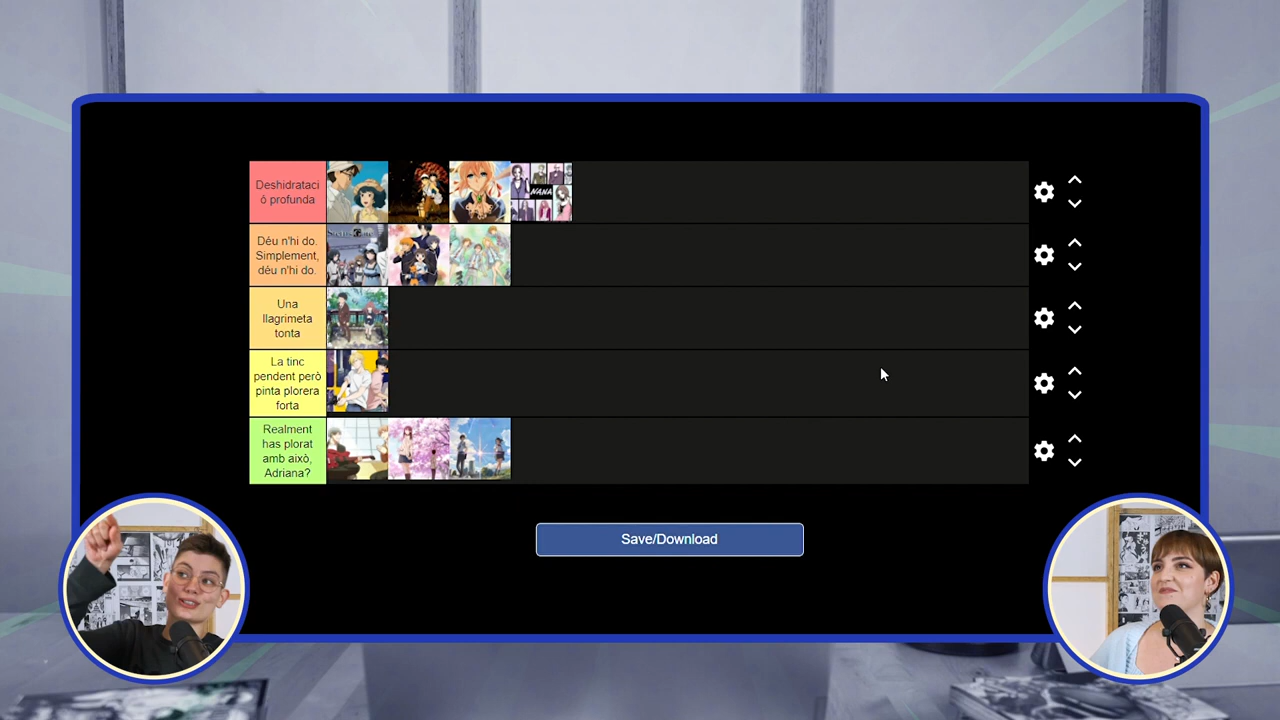 Deshidrataci
ó profunda
NANA
Déu n'hi do.
Simplement,
déu n'hi do.
Una
llagrimeta
tonta
La tinc
pendent però
pinta plorera
forta
Realment
has plorat
amb això,
Adriana?
Save/Download